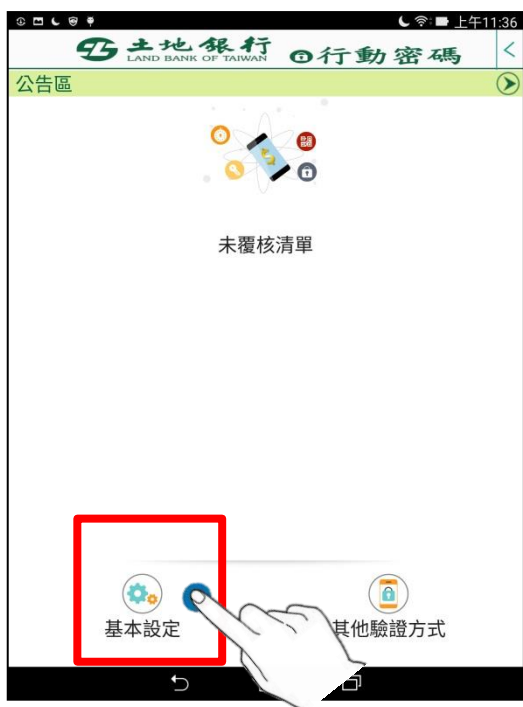 上午11:36
土地銀行
LAND BANK OF TAIWAN
行動密碼
公告區
未覆核清單
基本設定
其他驗證方式